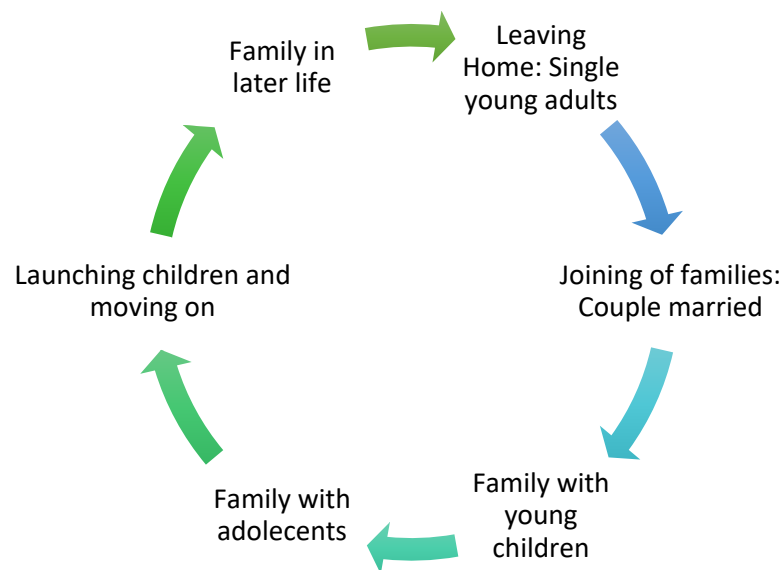 Leaving
Home: Single
young adults
Joining of families:
Couple married
Family with
young
children
Family with
adolecents
Launching children and
moving on
Family in
later life